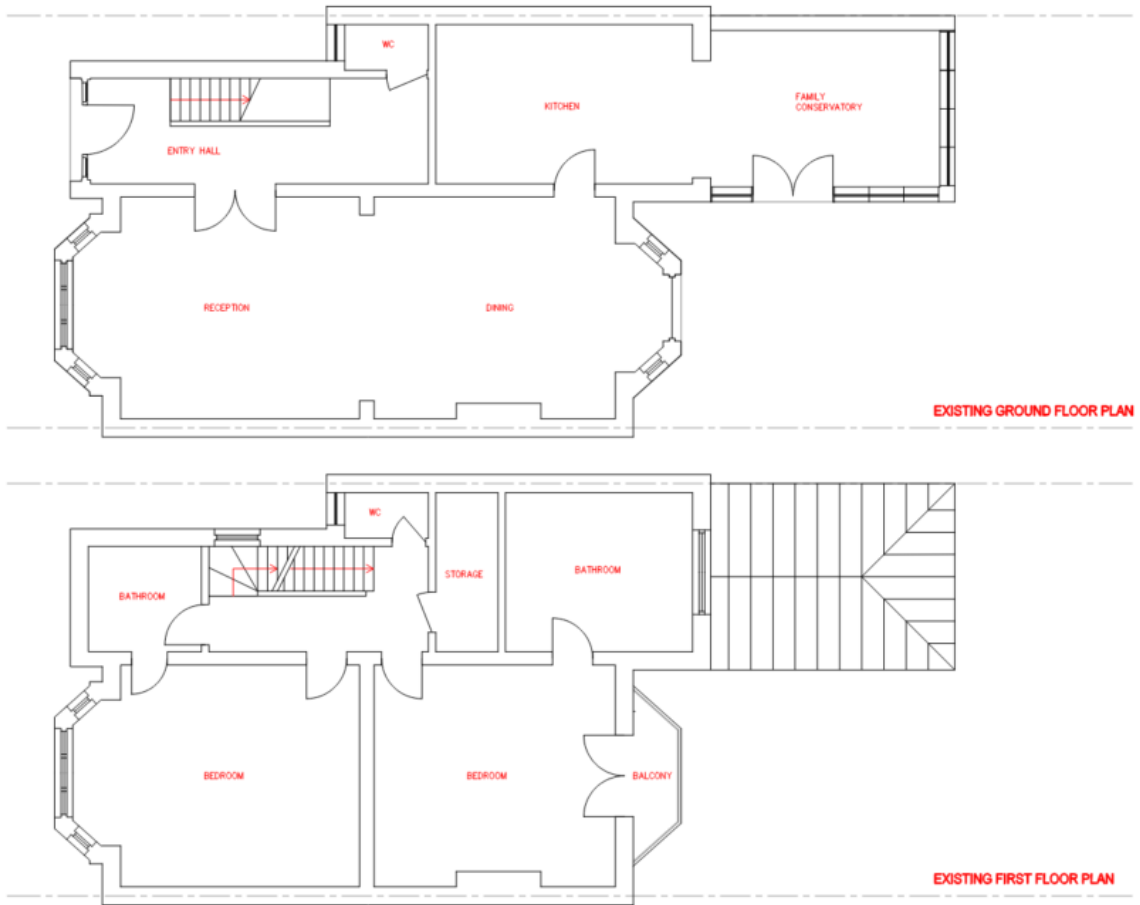 WC
KITCHEN
FAMILY
CONSERVATORY
ENTRY HALL
RECEPTION
DINING
EXISTING GROUND FLOOR PLAN
WC
STORAGE
BATHROOM
BATHROOM
BEDROOM
BEDROOM
BALCONY
EXISTING FIRST FLOOR PLAN